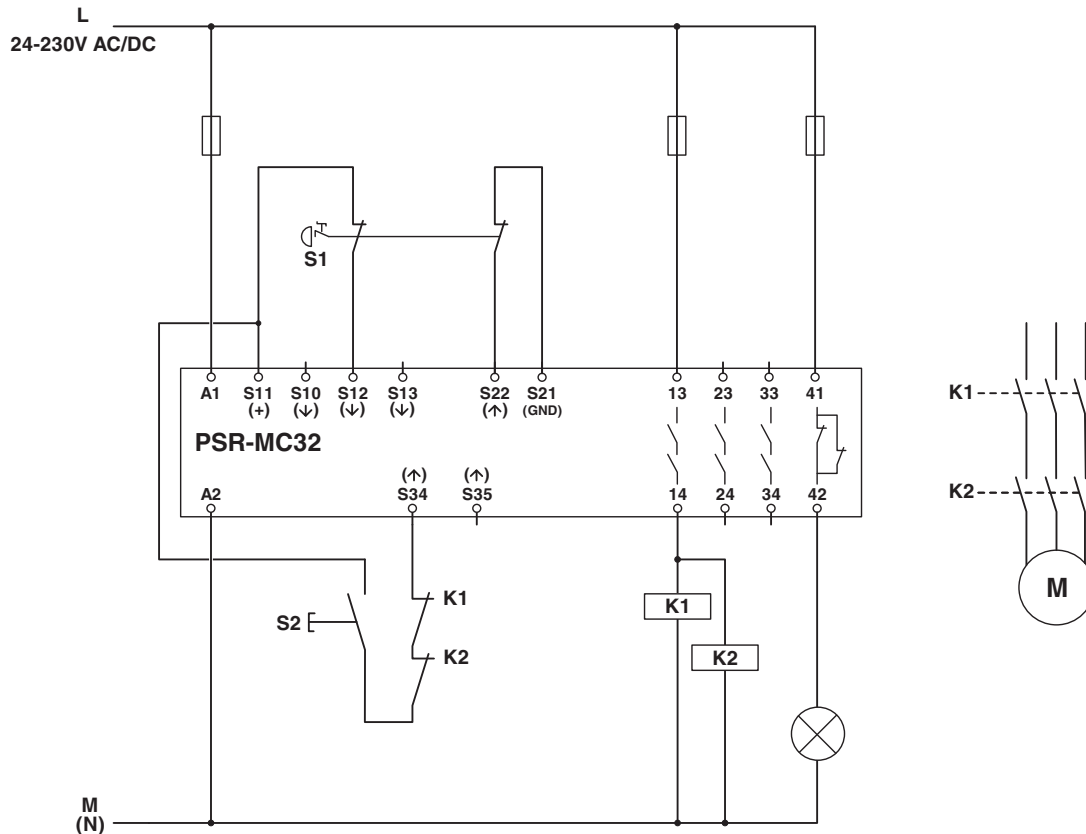 L
24-230V AC/DC
S1
A1 S11 S10 S12 S13 S22 S21 13 23 33 41
(+) (↓) (↓) (↓) (↑) (GND)
PSR-MC32
(↑) (↑)
A2 S34 S35 14 24 34 42
K1
K2
M
S2
K1
K2
K1
K2
M
(N)